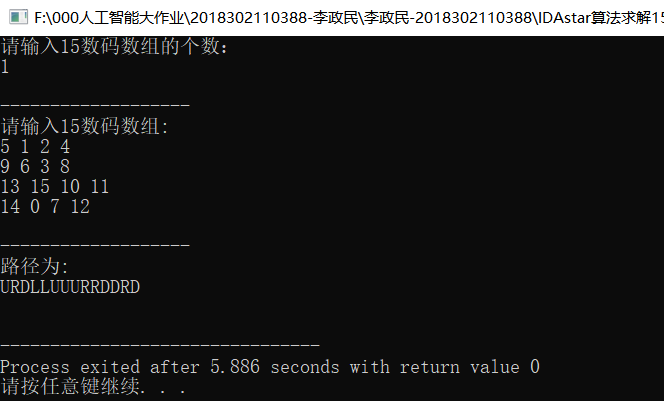 F:\000人工智能大作业\2018302110388-李政民\李政民-2018302110388\IDAstar算法求解15
请输入15数码数组的个数:
1
-------------------
请输入15数码数组:
5 1 2 4
9 6 3 8
13 15 10 11
14 0 7 12
-------------------
路径为:
URDLLUUURRDDRD
--------------------------------
Process exited after 5.886 seconds with return value 0
请按任意键继续. . .